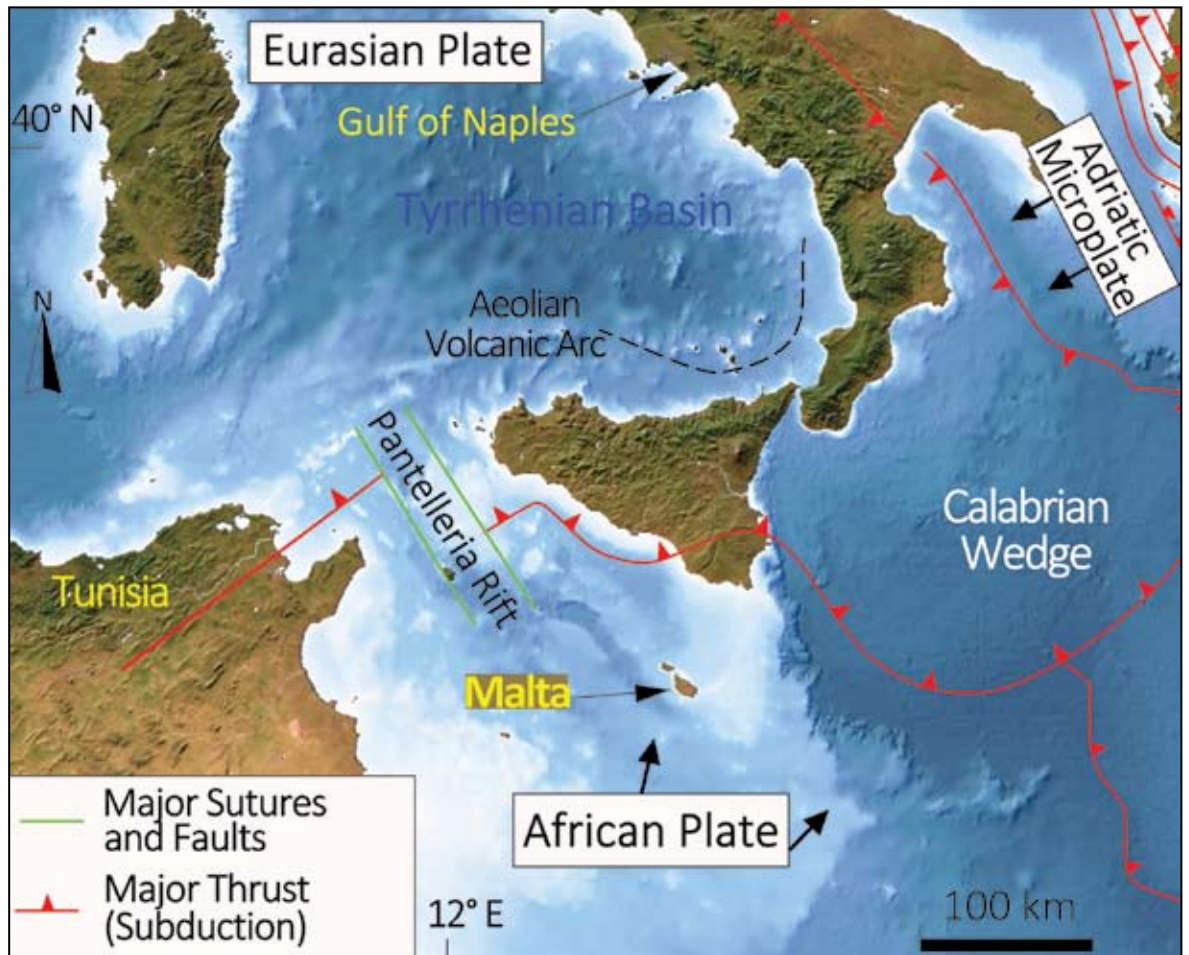 Eurasian Plate
Gulf of Naples
40° N
Tyrrhenian Basin
Adriatic
Microplate
N
Aeolian
Volcanic Arc
Pantelleria Rift
Calabrian
Wedge
Tunisia
Malta
African Plate
Major Sutures
and Faults
Major Thrust
(Subduction)
12° E
100 km